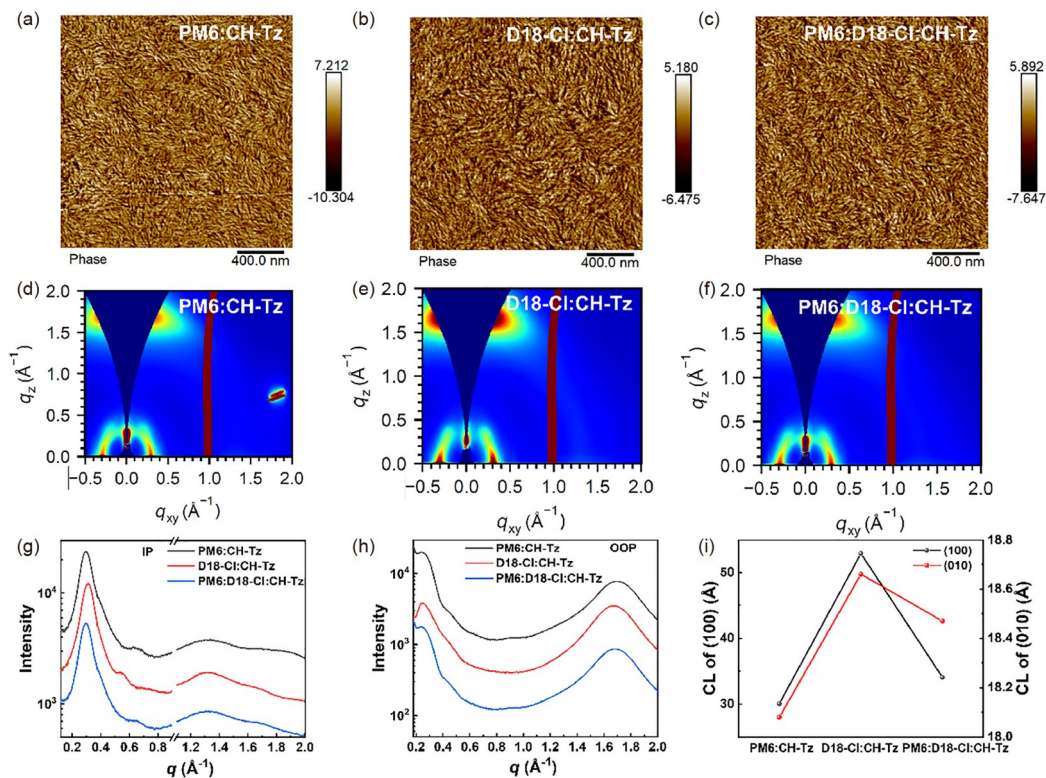 (a)
PM6:CH-Tz
7.212
-10.304
Phase
400.0 nm
(b)
D18-Cl:CH-Tz
5.180
-6.475
Phase
400.0 nm
(c)
PM6:D18-Cl:CH-Tz
5.892
-7.647
Phase
400.0 nm
(d)
PM6:CH-Tz
2.0
1.5
1.0
0.5
0.0
qz (Å−1)
−0.5 0.0 0.5 1.0 1.5 2.0
qxy (Å−1)
(e)
D18-Cl:CH-Tz
2.0
1.5
1.0
0.5
0.0
qz (Å−1)
−0.5 0.0 0.5 1.0 1.5 2.0
qxy (Å−1)
(f)
PM6:D18-Cl:CH-Tz
2.0
1.5
1.0
0.5
0.0
qz (Å−1)
−0.5 0.0 0.5 1.0 1.5 2.0
qxy (Å−1)
(g)
IP
PM6:CH-Tz
D18-Cl:CH-Tz
PM6:D18-Cl:CH-Tz
10^4
10^3
Intensity
0.2 0.4 0.6 0.8 1.2 1.4 1.6 1.8 2.0
q (Å−1)
(h)
OOP
PM6:CH-Tz
D18-Cl:CH-Tz
PM6:D18-Cl:CH-Tz
10^4
10^3
10^2
Intensity
0.2 0.4 0.6 0.8 1.0 1.2 1.4 1.6 1.8 2.0
q (Å−1)
(i)
(100)
(010)
50
40
30
CL of (100) (Å)
18.8
18.6
18.4
18.2
18.0
CL of (010) (Å)
PM6:CH-Tz D18-Cl:CH-Tz PM6:D18-Cl:CH-Tz